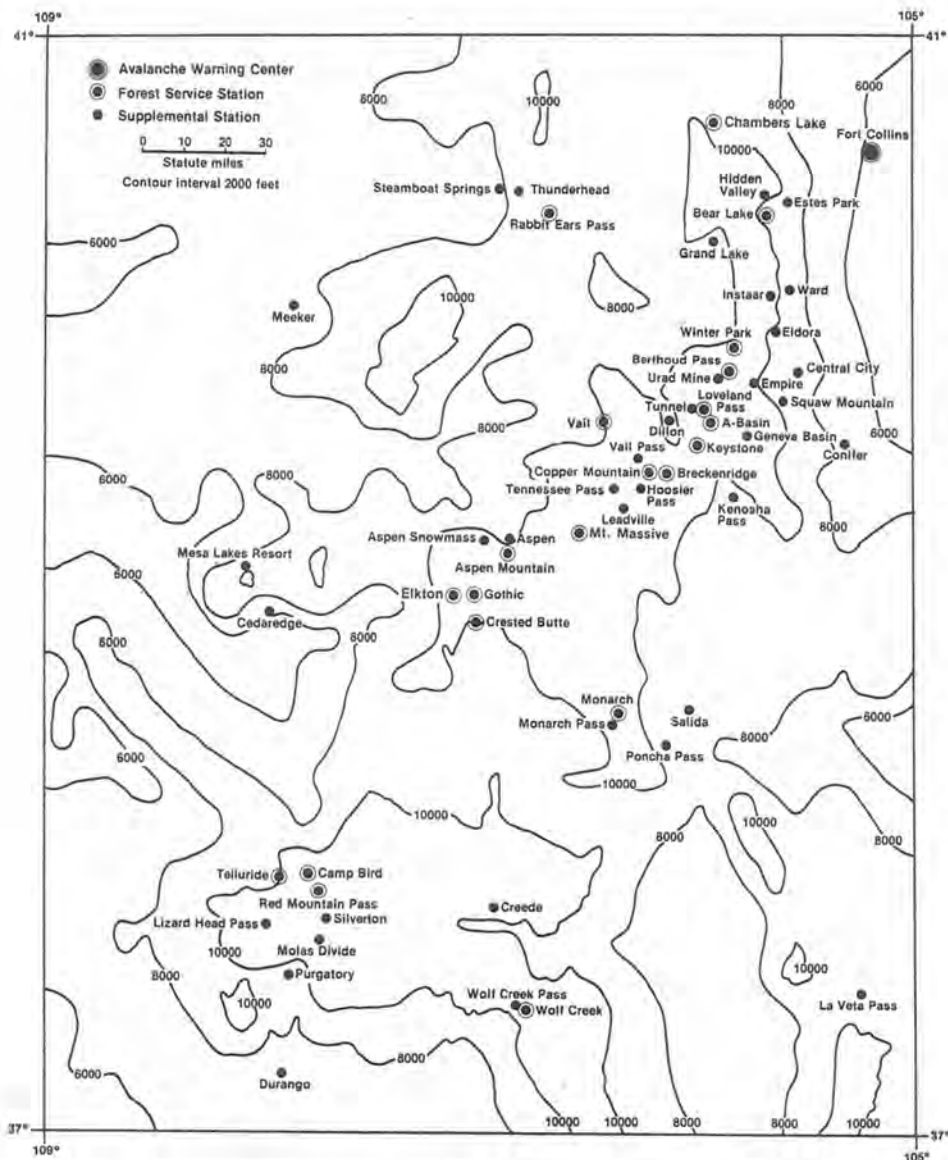 109°
105°
41°
41°
Avalanche Warning Center
Forest Service Station
Supplemental Station
0 10 20 30
Statute miles
Contour interval 2000 feet
6000
10000
8000
6000
Chambers Lake
Fort Collins
10000
Hidden
Valley
Steamboat Springs
Thunderhead
Estes Park
Bear Lake
Rabbit Ears Pass
6000
Grand Lake
10000
8000
Instaar
Ward
Meeker
Eldora
Winter Park
8000
Berthoud Pass
Central City
Urad Mine
Empire
Squaw Mountain
Tunnel
Loveland
Pass
8000
Vail
Dillon
A-Basin
6000
Geneva Basin
Vail Pass
Keystone
Conifer
6000
8000
Copper Mountain
Breckenridge
Tennessee Pass
Hoosier
Pass
Kenosha
Pass
Leadville
8000
Mt. Massive
Aspen Snowmass
Aspen
Mesa Lakes Resort
Aspen Mountain
6000
Elkton
Gothic
Cedaredge
Crested Butte
8000
6000
Monarch
Salida
6000
Monarch Pass
8000
6000
Poncha Pass
10000
10000
10000
8000
8000
Telluride
Camp Bird
Red Mountain Pass
Creede
Silverton
Lizard Head Pass
Molas Divide
10000
Purgatory
8000
10000
10000
Wolf Creek Pass
Wolf Creek
La Veta Pass
8000
6000
Durango
37°
37°
10000
10000
8000
8000
10000
109°
105°